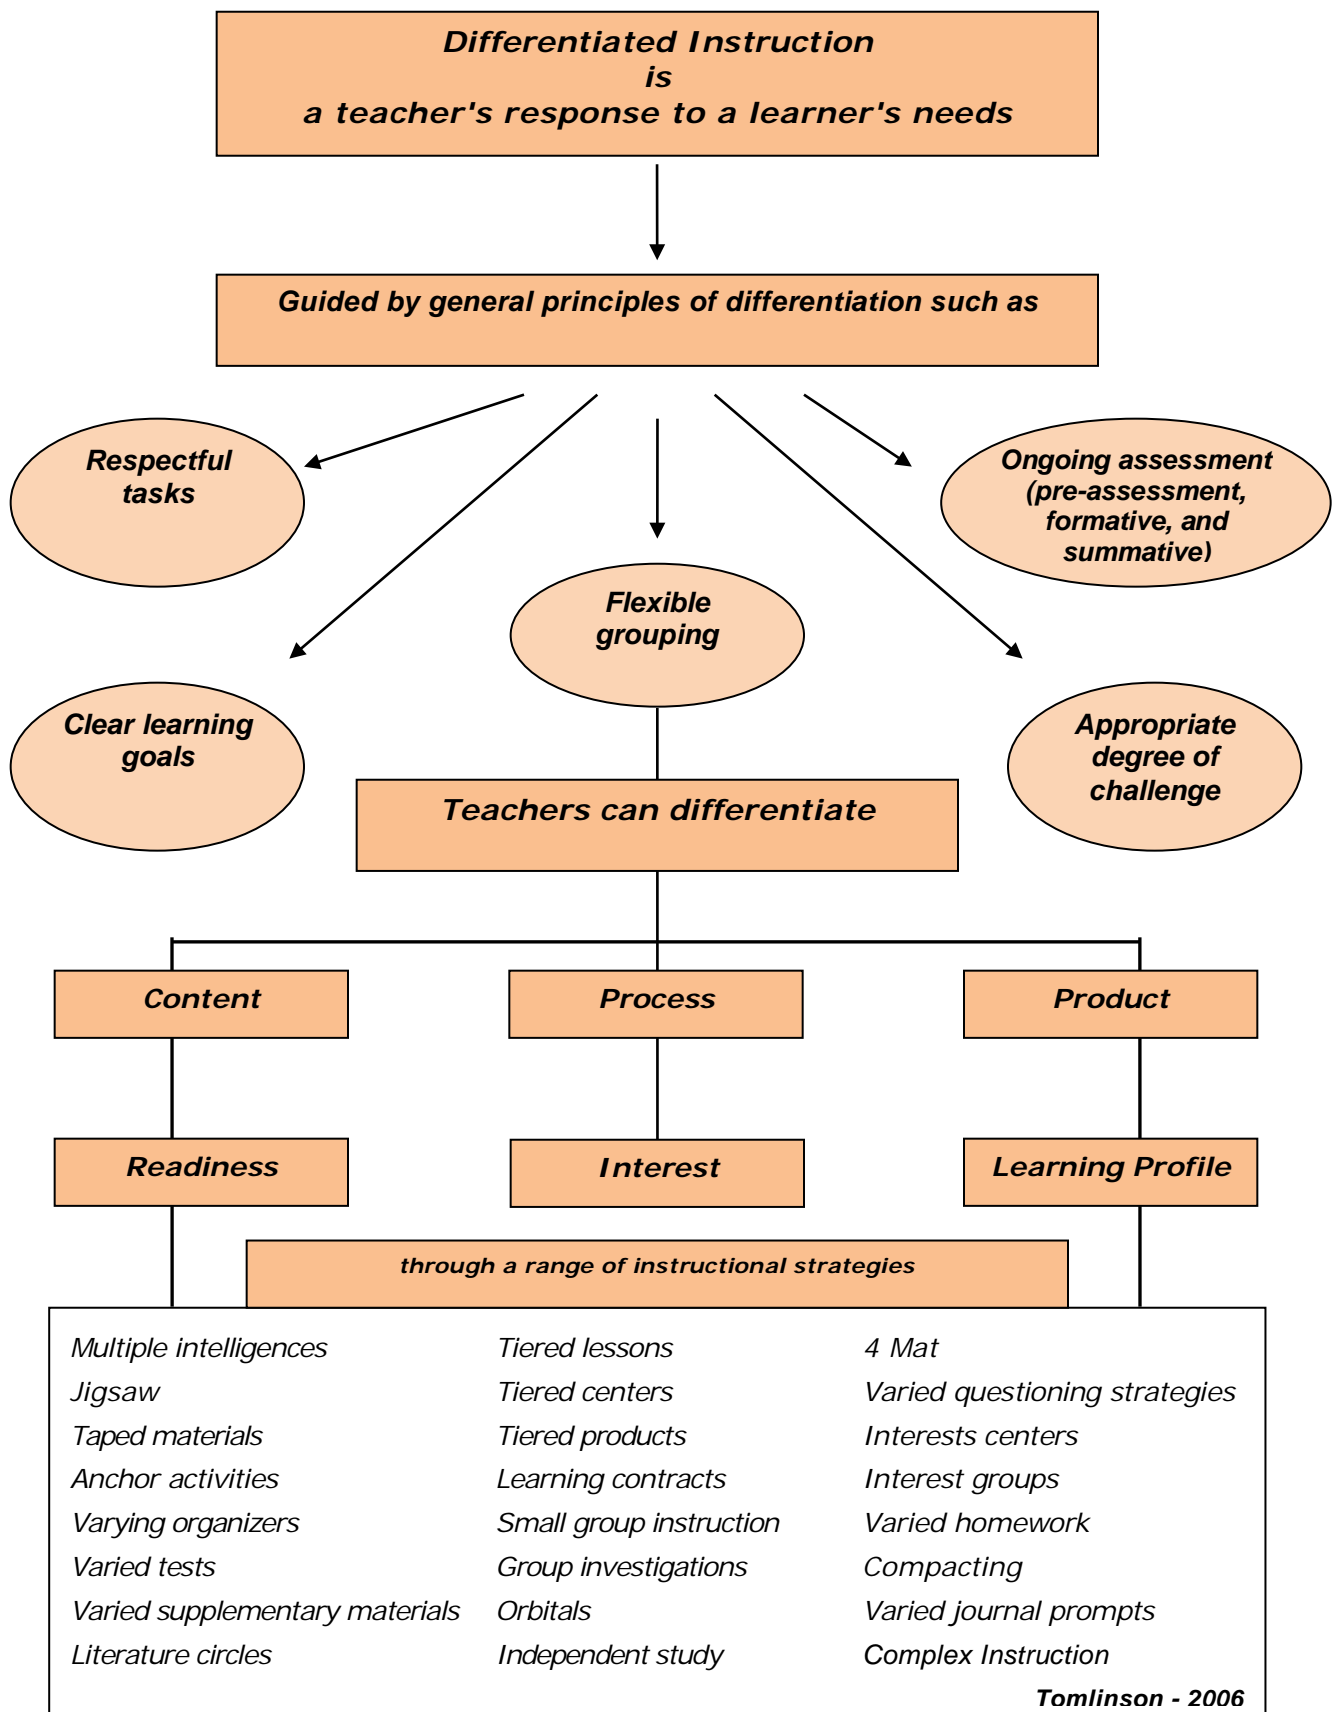 Differentiated Instruction
is
a teacher's response to a learner's needs
Guided by general principles of differentiation such as
Respectful
tasks
Ongoing assessment
(pre-assessment,
formative, and
summative)
Flexible
grouping
Clear learning
goals
Appropriate
degree of
challenge
Teachers can differentiate
Content
Process
Product
Readiness
Interest
Learning Profile
through a range of instructional strategies
Multiple intelligences
Jigsaw
Taped materials
Anchor activities
Varying organizers
Varied tests
Varied supplementary materials
Literature circles
Tiered lessons
Tiered centers
Tiered products
Learning contracts
Small group instruction
Group investigations
Orbitals
Independent study
4 Mat
Varied questioning strategies
Interests centers
Interest groups
Varied homework
Compacting
Varied journal prompts
Complex Instruction
Tomlinson - 2006